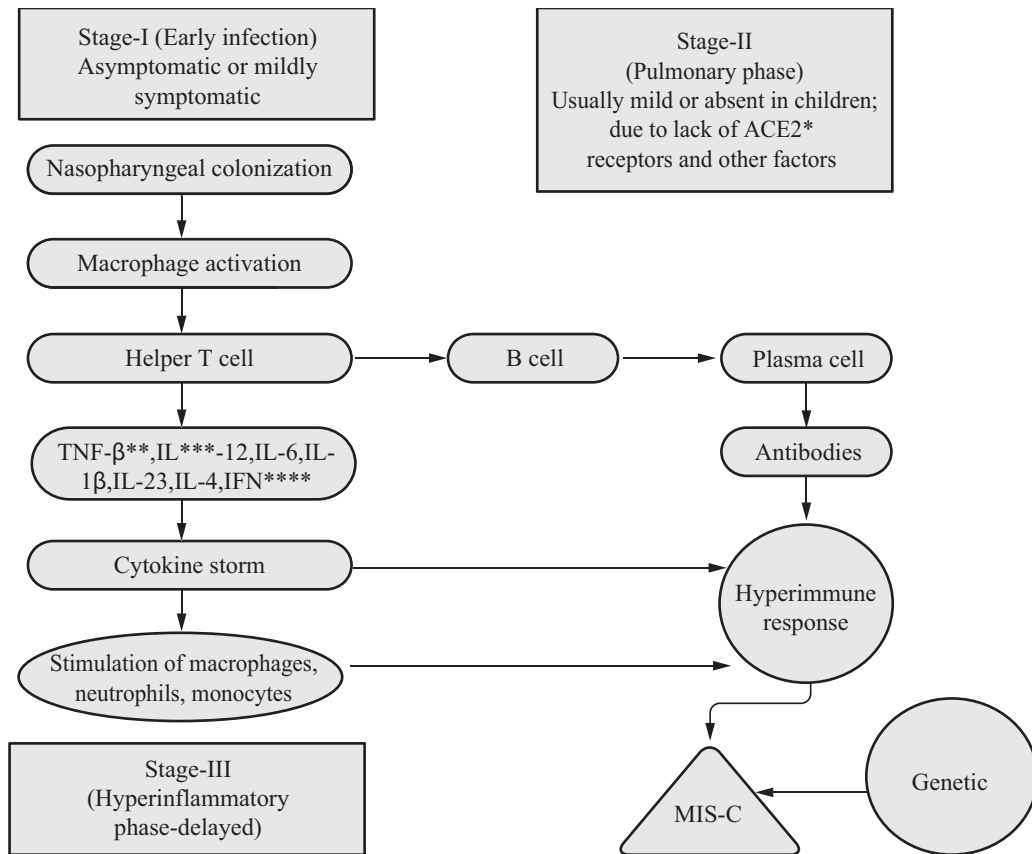 Stage-I (Early infection)
Asymptomatic or mildly
symptomatic
Stage-II
(Pulmonary phase)
Usually mild or absent in children;
due to lack of ACE2*
receptors and other factors
Nasopharyngeal colonization
Macrophage activation
Helper T cell
B cell
Plasma cell
TNF-β**,IL***-12,IL-6,IL-
1β,IL-23,IL-4,IFN****
Antibodies
Cytokine storm
Hyperimmune
response
Stimulation of macrophages,
neutrophils, monocytes
Stage-III
(Hyperinflammatory
phase-delayed)
MIS-C
Genetic